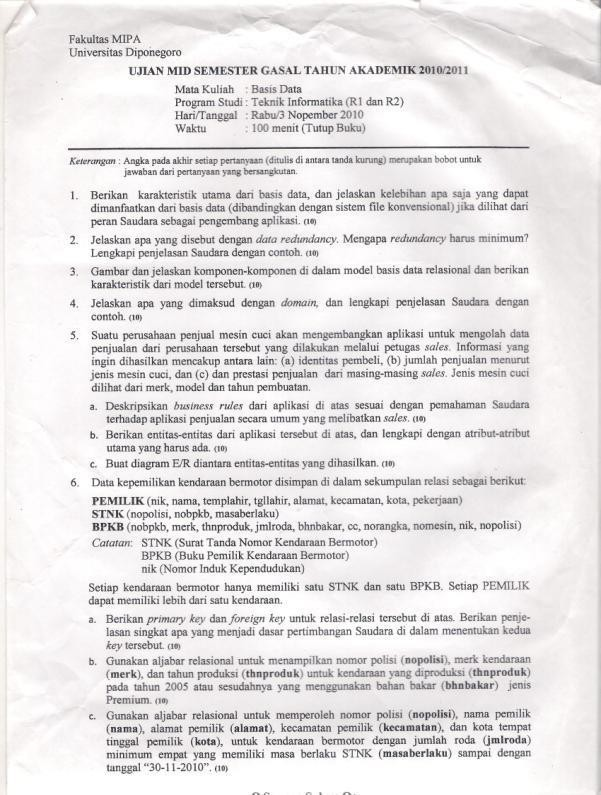 Fakultas MIPA
Universitas Diponegoro
UJIAN MID SEMESTER GASAL TAHUN AKADEMIK 2010/2011
Mata Kuliah : Basis Data
Program Studi : Teknik Informatika (R1 dan R2)
Hari/Tanggal : Rabu/3 Nopember 2010
Waktu : 100 menit (Tutup Buku)
Keterangan : Angka pada akhir setiap pertanyaan (ditulis di antara tanda kurung) merupakan bobot untuk
jawaban dari pertanyaan yang bersangkutan.
1. Berikan karakteristik utama dari basis data, dan jelaskan kelebihan apa saja yang dapat
dimanfaatkan dari basis data (dibandingkan dengan sistem file konvensional) jika dilihat dari
peran Saudara sebagai pengembang aplikasi. (10)
2. Jelaskan apa yang disebut dengan data redundancy. Mengapa redundancy harus minimum?
Lengkapi penjelasan Saudara dengan contoh. (10)
3. Gambar dan jelaskan komponen-komponen di dalam model basis data relasional dan berikan
karakteristik dari model tersebut. (10)
4. Jelaskan apa yang dimaksud dengan domain, dan lengkapi penjelasan Saudara dengan
contoh. (10)
5. Suatu perusahaan penjual mesin cuci akan mengembangkan aplikasi untuk mengolah data
penjualan dari perusahaan tersebut yang dilakukan melalui petugas sales. Informasi yang
ingin dihasilkan mencakup antara lain: (a) identitas pembeli, (b) jumlah penjualan menurut
jenis mesin cuci, dan (c) dan prestasi penjualan dari masing-masing sales. Jenis mesin cuci
dilihat dari merk, model dan tahun pembuatan.
a. Deskripsikan business rules dari aplikasi di atas sesuai dengan pemahaman Saudara
terhadap aplikasi penjualan secara umum yang melibatkan sales. (10)
b. Berikan entitas-entitas dari aplikasi tersebut di atas, dan lengkapi dengan atribut-atribut
utama yang harus ada. (10)
c. Buat diagram E/R diantara entitas-entitas yang dihasilkan. (10)
6. Data kepemilikan kendaraan bermotor disimpan di dalam sekumpulan relasi sebagai berikut:
PEMILIK (nik, nama, templahir, tgllahir, alamat, kecamatan, kota, pekerjaan)
STNK (nopolisi, nobpkb, masaberlaku)
BPKB (nobpkb, merk, thnproduk, jmlroda, bhnbakar, cc, norangka, nomesin, nik, nopolisi)
Catatan: STNK (Surat Tanda Nomor Kendaraan Bermotor)
BPKB (Buku Pemilik Kendaraan Bermotor)
nik (Nomor Induk Kependudukan)
Setiap kendaraan bermotor hanya memiliki satu STNK dan satu BPKB. Setiap PEMILIK
dapat memiliki lebih dari satu kendaraan.
a. Berikan primary key dan foreign key untuk relasi-relasi tersebut di atas. Berikan penje-
lasan singkat apa yang menjadi dasar pertimbangan Saudara di dalam menentukan kedua
key tersebut. (10)
b. Gunakan aljabar relasional untuk menampilkan nomor polisi (nopolisi), merk kendaraan
(merk), dan tahun produksi (thnproduk) untuk kendaraan yang diproduksi (thnproduk)
pada tahun 2005 atau sesudahnya yang menggunakan bahan bakar (bhnbakar) jenis
Premium. (10)
c. Gunakan aljabar relasional untuk memperoleh nomor polisi (nopolisi), nama pemilik
(nama), alamat pemilik (alamat), kecamatan pemilik (kecamatan), dan kota tempat
tinggal pemilik (kota), untuk kendaraan bermotor dengan jumlah roda (jmlroda)
minimum empat yang memiliki masa berlaku STNK (masaberlaku) sampai dengan
tanggal "30-11-2010". (10)